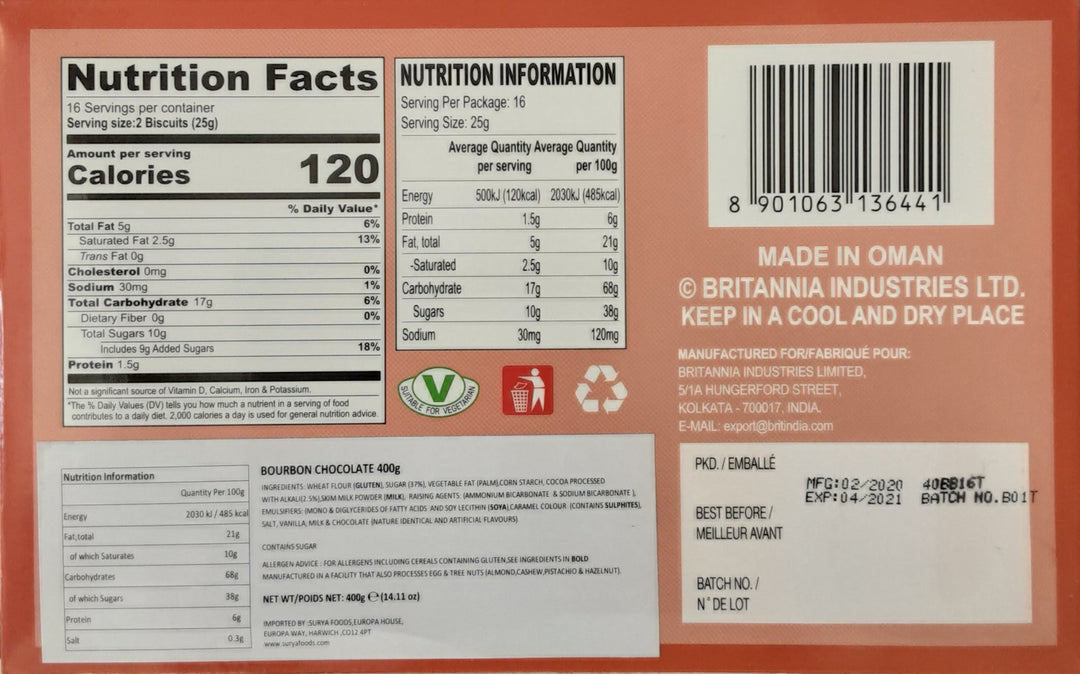 Nutrition Facts
16 Servings per container
Serving size:2 Biscuits (25g)
Amount per serving
Calories 120
% Daily Value*
Total Fat 5g 6%
Saturated Fat 2.5g 13%
Trans Fat 0g
Cholesterol 0mg 0%
Sodium 30mg 1%
Total Carbohydrate 17g 6%
Dietary Fiber 0g 0%
Total Sugars 10g
Includes 9g Added Sugars 18%
Protein 1.5g
Not a significant source of Vitamin D, Calcium, Iron & Potassium.
*The % Daily Values (DV) tells you how much a nutrient in a serving of food
contributes to a daily diet. 2,000 calories a day is used for general nutrition advice.
NUTRITION INFORMATION
Serving Per Package: 16
Serving Size: 25g
Average Quantity Average Quantity
per serving per 100g
Energy 500kJ (120kcal) 2030kJ (485kcal)
Protein 1.5g 6g
Fat, total 5g 21g
-Saturated 2.5g 10g
Carbohydrate 17g 68g
Sugars 10g 38g
Sodium 30mg 120mg
V
SUITABLE FOR VEGETARIAN
8 901063 136441
MADE IN OMAN
© BRITANNIA INDUSTRIES LTD.
KEEP IN A COOL AND DRY PLACE
MANUFACTURED FOR/FABRIQUÉ POUR:
BRITANNIA INDUSTRIES LIMITED,
5/1A HUNGERFORD STREET,
KOLKATA - 700017, INDIA.
E-MAIL: export@britindia.com
PKD. / EMBALLÉ
MFG:02/2020 40BB16T
EXP:04/2021 BATCH NO.B01T
BEST BEFORE /
MEILLEUR AVANT
BATCH NO. /
N° DE LOT
Nutrition Information
Quantity Per 100g
Energy 2030 kJ / 485 kcal
Fat,total 21g
of which Saturates 10g
Carbohydrates 68g
of which Sugars 38g
Protein 6g
Salt 0.3g
BOURBON CHOCOLATE 400g
INGREDIENTS: WHEAT FLOUR (GLUTEN), SUGAR (37%), VEGETABLE FAT (PALM),CORN STARCH, COCOA PROCESSED
WITH ALKALI(2.5%),SKIM MILK POWDER (MILK), RAISING AGENTS: (AMMONIUM BICARBONATE & SODIUM BICARBONATE ),
EMULSIFIERS: (MONO & DIGLYCERIDES OF FATTY ACIDS AND SOY LECITHIN (SOYA),CARAMEL COLOUR (CONTAINS SULPHITES),
SALT, VANILLA, MILK & CHOCOLATE (NATURE IDENTICAL AND ARTIFICIAL FLAVOURS)
CONTAINS SUGAR
ALLERGEN ADVICE : FOR ALLERGENS INCLUDING CEREALS CONTAINING GLUTEN,SEE INGREDIENTS IN BOLD
MANUFACTURED IN A FACILITY THAT ALSO PROCESSES EGG & TREE NUTS (ALMOND,CASHEW,PISTACHIO & HAZELNUT).
NET WT/POIDS NET: 400g ℮ (14.11 oz)
IMPORTED BY :SURYA FOODS,EUROPA HOUSE,
EUROPA WAY, HARWICH ,CO12 4PT
www.suryafoods.com